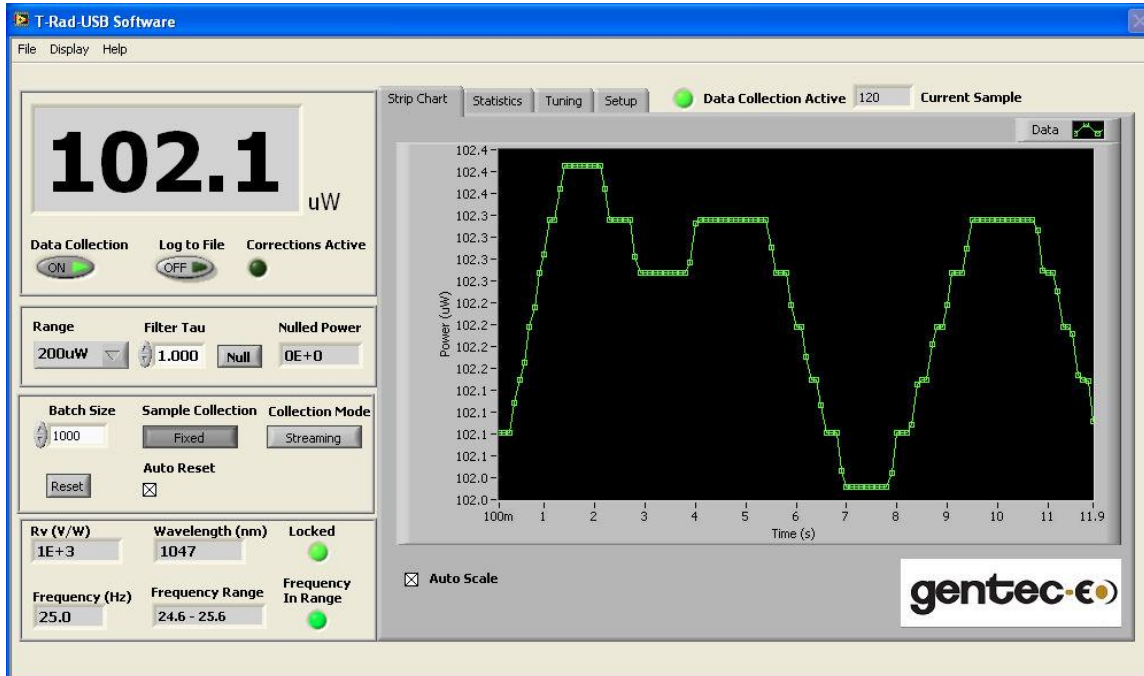 T-Rad-USB Software
File Display Help
102.1 uW
Data Collection Log to File Corrections Active
ON OFF
Range Filter Tau Nulled Power
200uW 1.000 Null 0E+0
Batch Size Sample Collection Collection Mode
1000 Fixed Streaming
Auto Reset
Reset
Rv (V/W) Wavelength (nm) Locked
1E+3 1047
Frequency (Hz) Frequency Range Frequency In Range
25.0 24.6 - 25.6
Strip Chart Statistics Tuning Setup Data Collection Active 120 Current Sample
Data
Power (uW)
102.4
102.4
102.4
102.3
102.3
102.3
102.3
102.2
102.2
102.2
102.2
102.1
102.1
102.1
102.1
102.0
102.0
100m 1 2 3 4 5 6 7 8 9 10 11 11.9
Time (s)
Auto Scale
gentec-eo